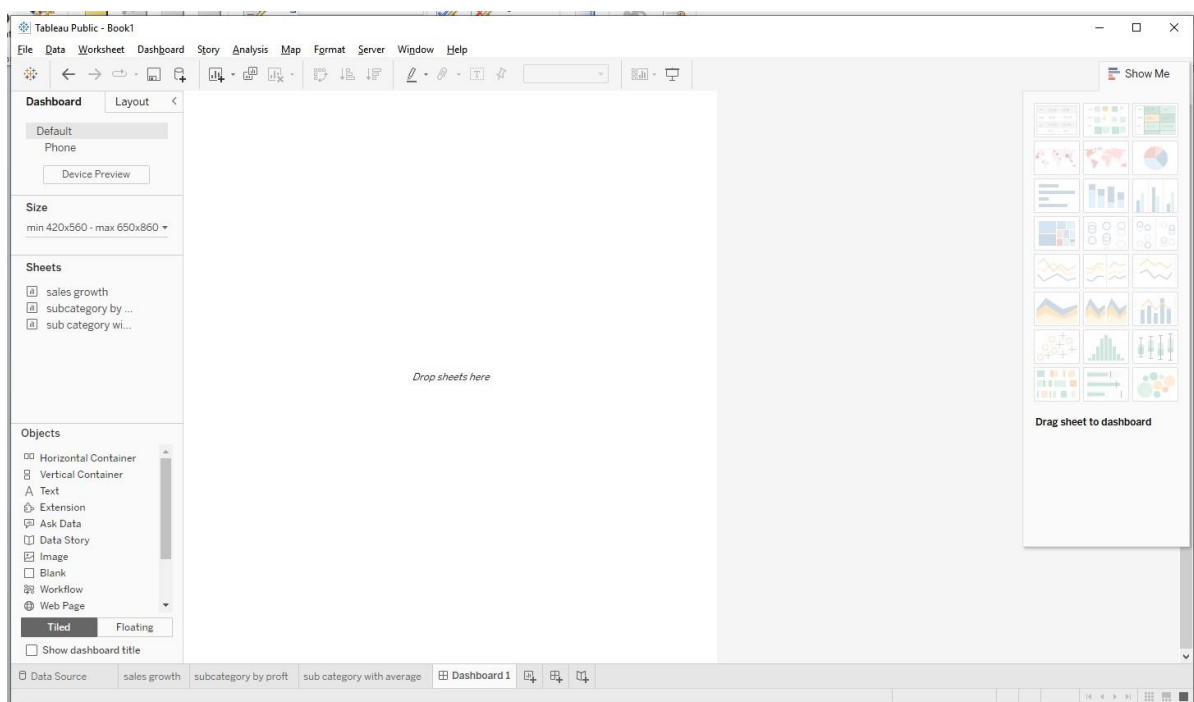 Tableau Public - Book1
File Data Worksheet Dashboard Story Analysis Map Format Server Window Help
Show Me
Dashboard Layout
Default
Phone
Device Preview
Size
min 420x560 - max 650x860
Sheets
sales growth
subcategory by ...
sub category wi...
Drop sheets here
Drag sheet to dashboard
Objects
Horizontal Container
Vertical Container
Text
Extension
Ask Data
Data Story
Image
Blank
Workflow
Web Page
Tiled Floating
Show dashboard title
Data Source sales growth subcategory by proft sub category with average Dashboard 1